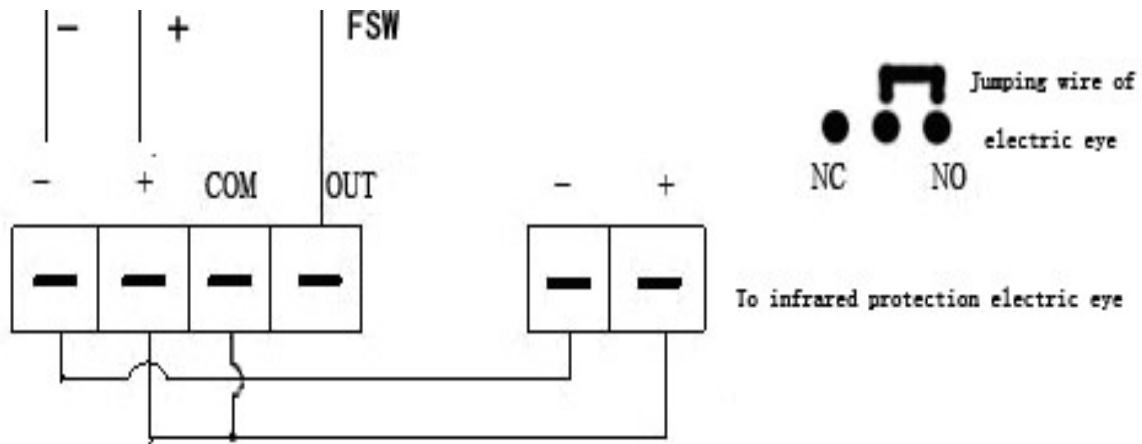 - + FSW
Jumping wire of
electric eye
- + COM OUT - + NC NO
To infrared protection electric eye